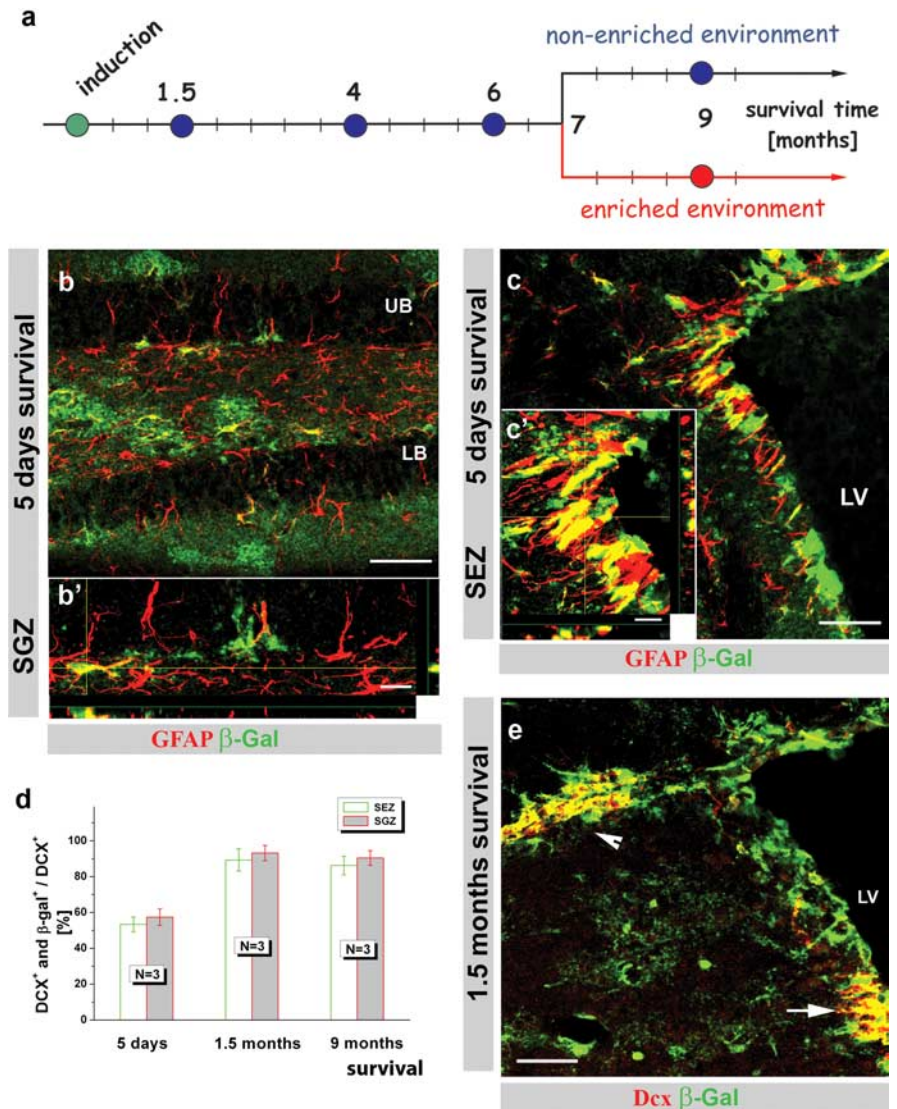 a
induction
1.5
4
6
7
non-enriched environment
9
survival time
[months]
enriched environment
5 days survival
SGZ
b
UB
LB
b'
GFAP β-Gal
5 days survival
SEZ
c
c'
LV
GFAP β-Gal
d
DCX⁺ and β-gal⁺ / DCX⁺
[%]
100
80
60
40
20
0
SEZ
SGZ
N=3
N=3
N=3
5 days
1.5 months
9 months
survival
1.5 months survival
e
LV
Dcx β-Gal